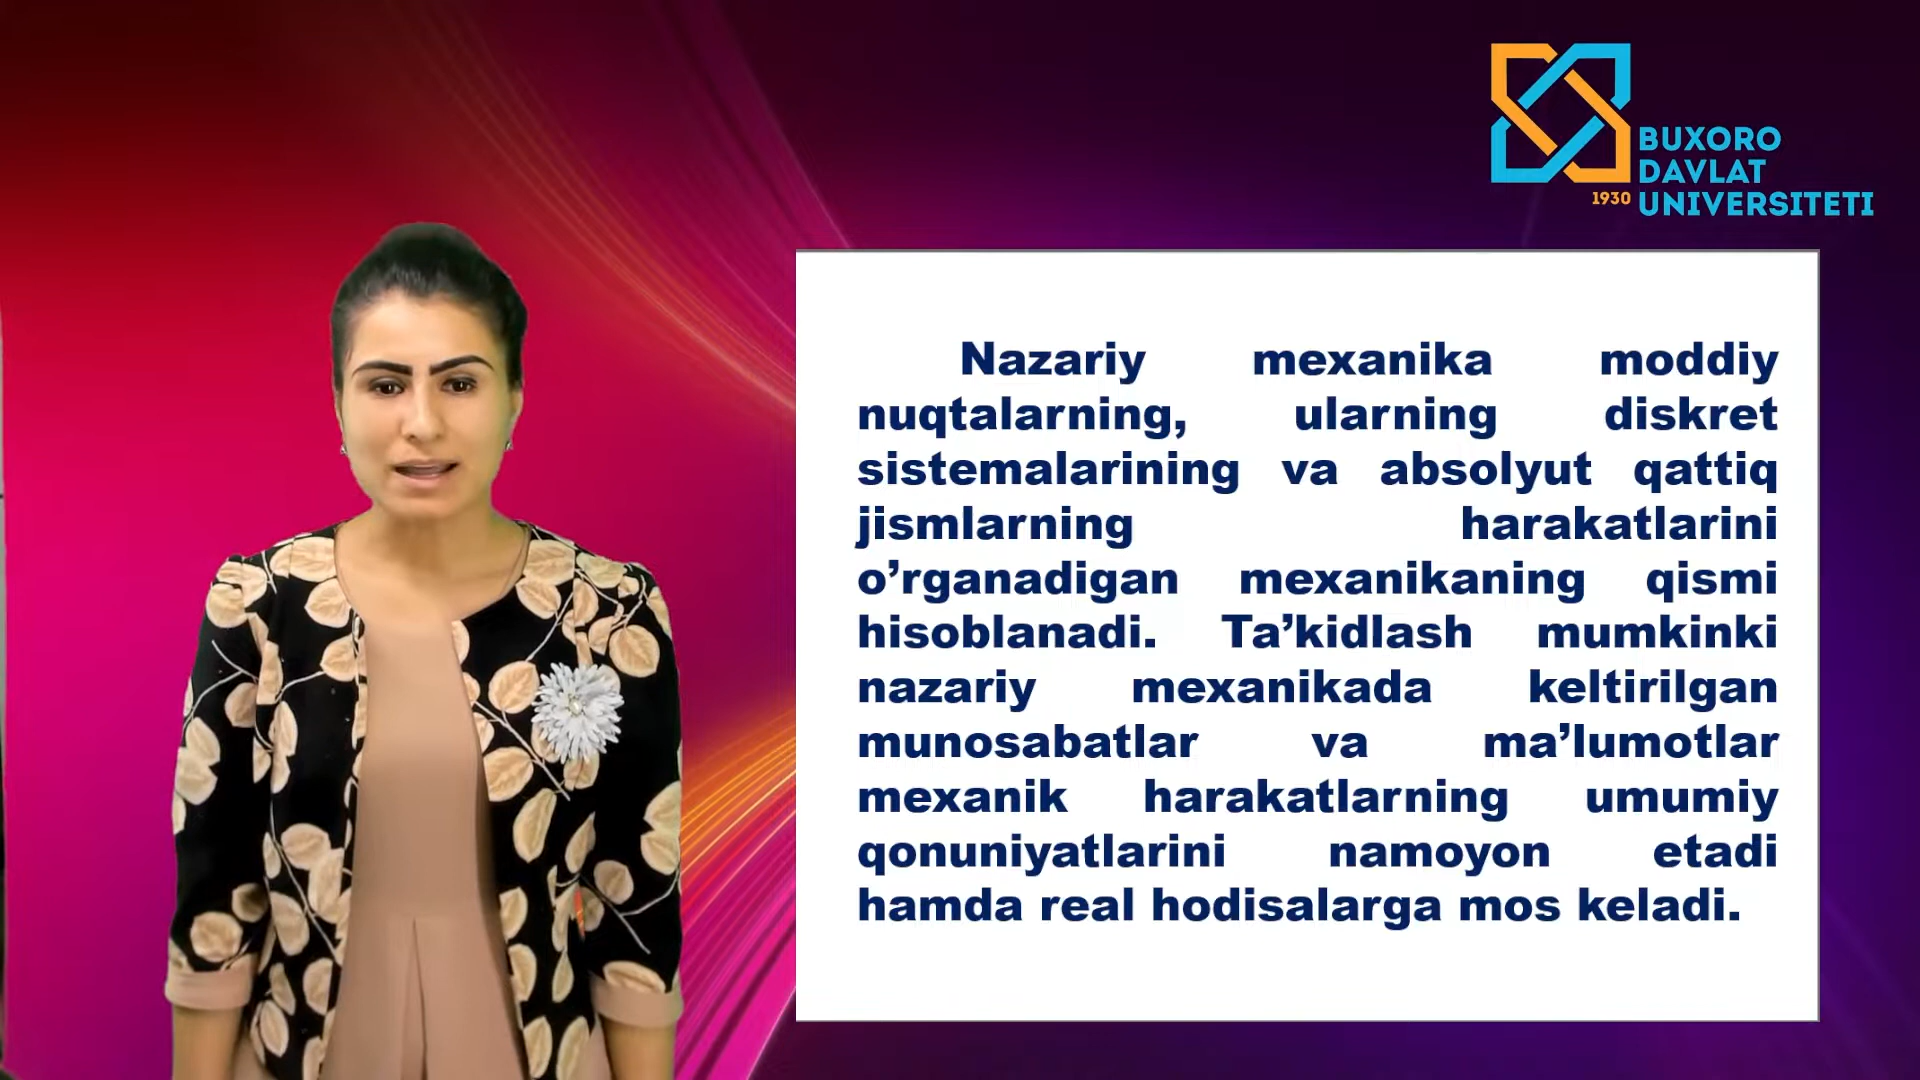 BUXORO
DAVLAT
1930 UNIVERSITETI
Nazariy mexanika moddiy
nuqtalarning, ularning diskret
sistemalarining va absolyut qattiq
jismlarning harakatlarini
o’rganadigan mexanikaning qismi
hisoblanadi. Ta’kidlash mumkinki
nazariy mexanikada keltirilgan
munosabatlar va ma’lumotlar
mexanik harakatlarning umumiy
qonuniyatlarini namoyon etadi
hamda real hodisalarga mos keladi.